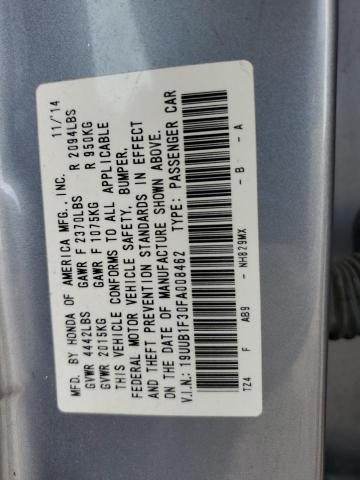 MFD. BY HONDA OF AMERICA MFG., INC. 11/'14
GVWR 4442LBS GAWR F 2370LBS R 2094LBS
GVWR 2015KG GAWR F 1075KG R 950KG
THIS VEHICLE CONFORMS TO ALL APPLICABLE
FEDERAL MOTOR VEHICLE SAFETY, BUMPER,
AND THEFT PREVENTION STANDARDS IN EFFECT
ON THE DATE OF MANUFACTURE SHOWN ABOVE.
V.I.N.: 19UUB1F30FA008462 TYPE: PASSENGER CAR
TZ4 F AB9 - NH829MX - B - A